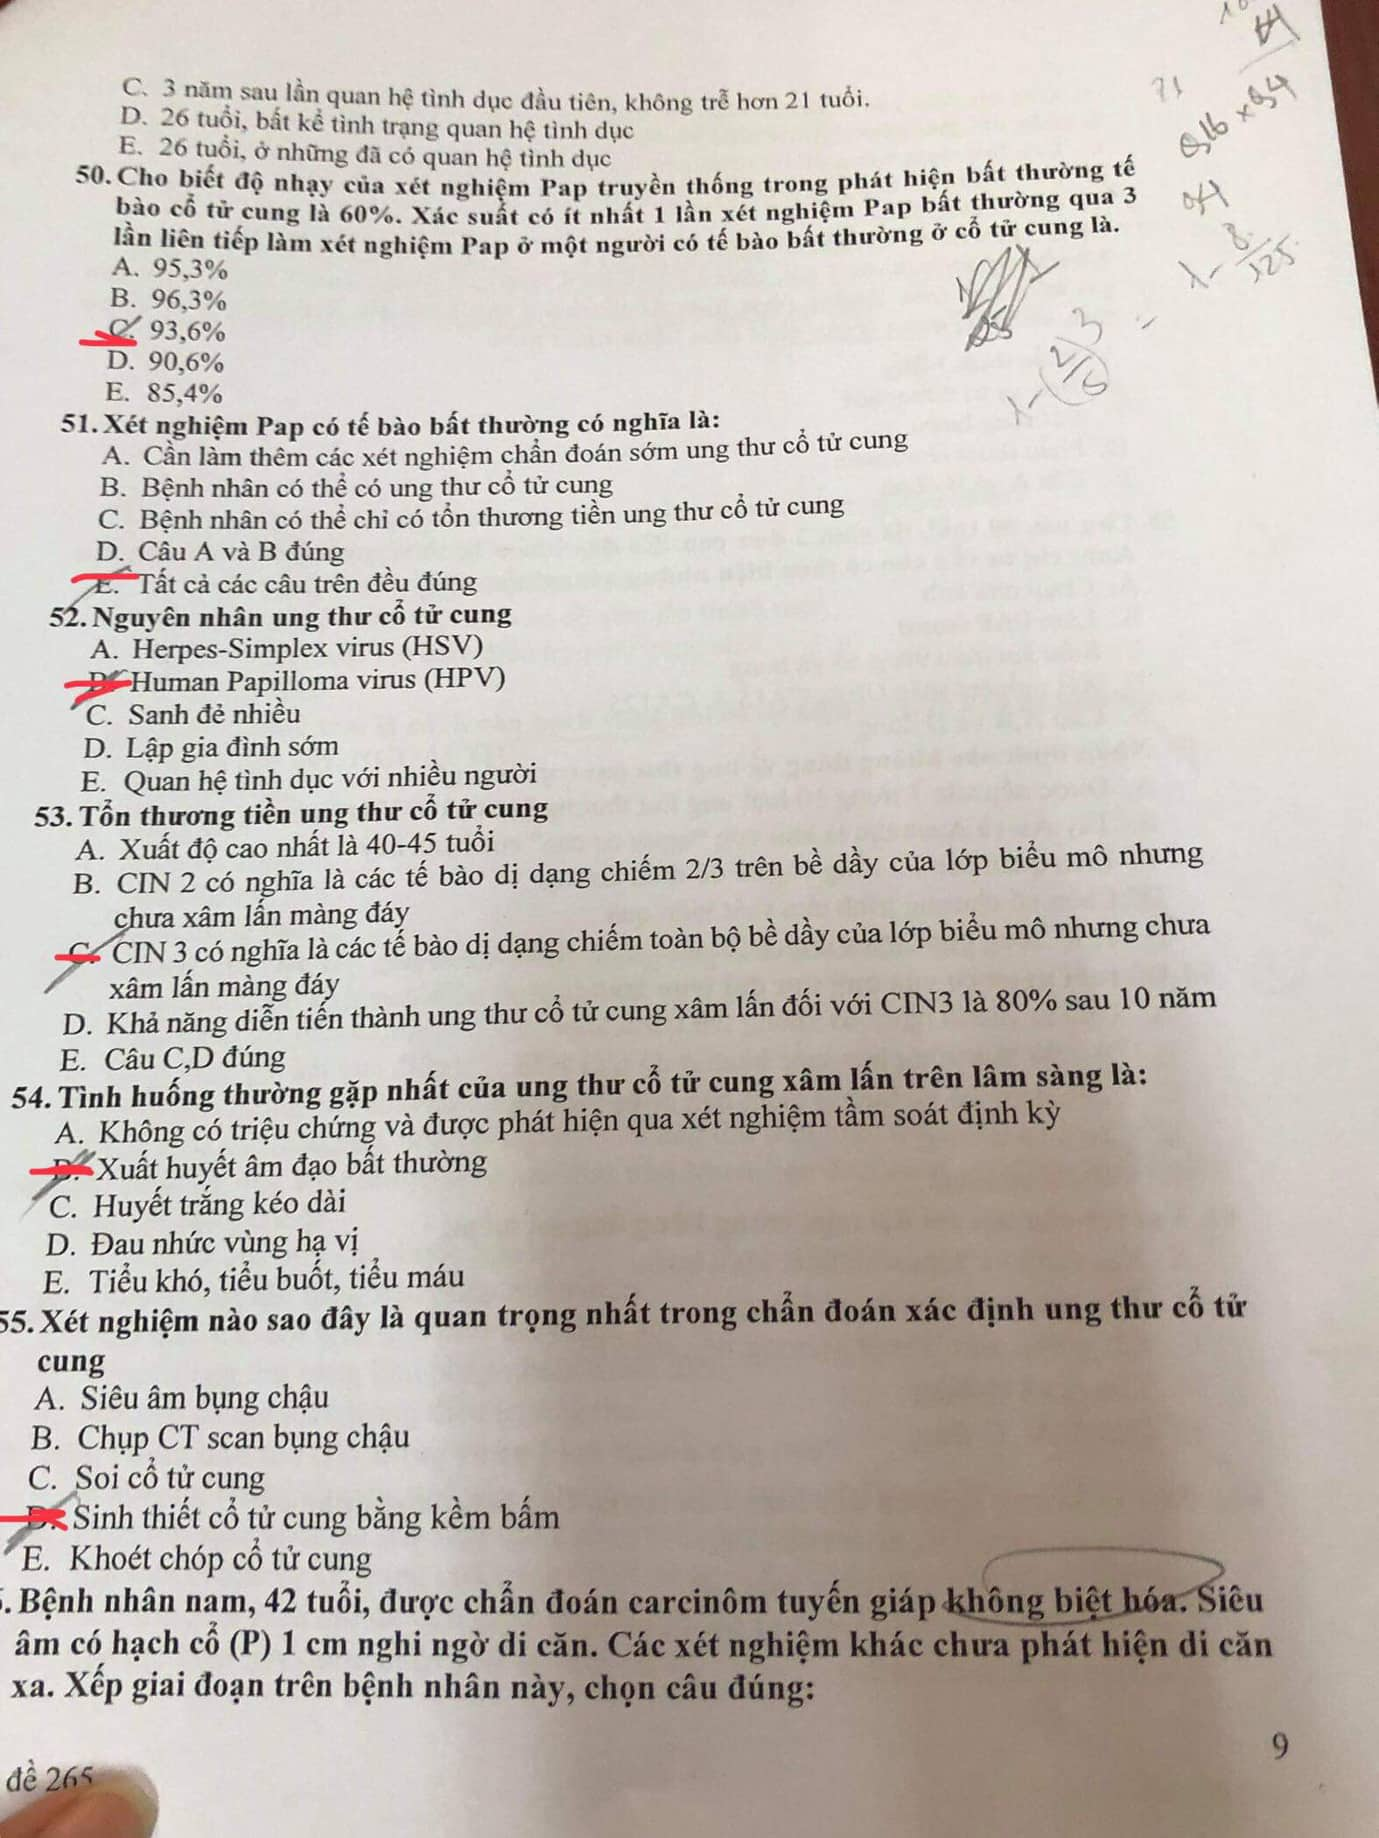 C. 3 năm sau lần quan hệ tình dục đầu tiên, không trễ hơn 21 tuổi.
D. 26 tuổi, bất kể tình trạng quan hệ tình dục
E. 26 tuổi, ở những đã có quan hệ tình dục
50. Cho biết độ nhạy của xét nghiệm Pap truyền thống trong phát hiện bất thường tế
bào cổ tử cung là 60%. Xác suất có ít nhất 1 lần xét nghiệm Pap bất thường qua 3
lần liên tiếp làm xét nghiệm Pap ở một người có tế bào bất thường ở cổ tử cung là.
A. 95,3%
B. 96,3%
C. 93,6%
D. 90,6%
E. 85,4%
1-(2/5)3 =
1- 8/125
51. Xét nghiệm Pap có tế bào bất thường có nghĩa là:
A. Cần làm thêm các xét nghiệm chẩn đoán sớm ung thư cổ tử cung
B. Bệnh nhân có thể có ung thư cổ tử cung
C. Bệnh nhân có thể chỉ có tổn thương tiền ung thư cổ tử cung
D. Câu A và B đúng
E. Tất cả các câu trên đều đúng
52. Nguyên nhân ung thư cổ tử cung
A. Herpes-Simplex virus (HSV)
B. Human Papilloma virus (HPV)
C. Sanh đẻ nhiều
D. Lập gia đình sớm
E. Quan hệ tình dục với nhiều người
53. Tổn thương tiền ung thư cổ tử cung
A. Xuất độ cao nhất là 40-45 tuổi
B. CIN 2 có nghĩa là các tế bào dị dạng chiếm 2/3 trên bề dầy của lớp biểu mô nhưng
chưa xâm lấn màng đáy
C. CIN 3 có nghĩa là các tế bào dị dạng chiếm toàn bộ bề dầy của lớp biểu mô nhưng chưa
xâm lấn màng đáy
D. Khả năng diễn tiến thành ung thư cổ tử cung xâm lấn đối với CIN3 là 80% sau 10 năm
E. Câu C,D đúng
54. Tình huống thường gặp nhất của ung thư cổ tử cung xâm lấn trên lâm sàng là:
A. Không có triệu chứng và được phát hiện qua xét nghiệm tầm soát định kỳ
B. Xuất huyết âm đạo bất thường
C. Huyết trắng kéo dài
D. Đau nhức vùng hạ vị
E. Tiểu khó, tiểu buốt, tiểu máu
55. Xét nghiệm nào sao đây là quan trọng nhất trong chẩn đoán xác định ung thư cổ tử
cung
A. Siêu âm bụng chậu
B. Chụp CT scan bụng chậu
C. Soi cổ tử cung
D. Sinh thiết cổ tử cung bằng kềm bấm
E. Khoét chóp cổ tử cung
. Bệnh nhân nam, 42 tuổi, được chẩn đoán carcinôm tuyến giáp không biệt hóa. Siêu
âm có hạch cổ (P) 1 cm nghi ngờ di căn. Các xét nghiệm khác chưa phát hiện di căn
xa. Xếp giai đoạn trên bệnh nhân này, chọn câu đúng:
9
đề 265